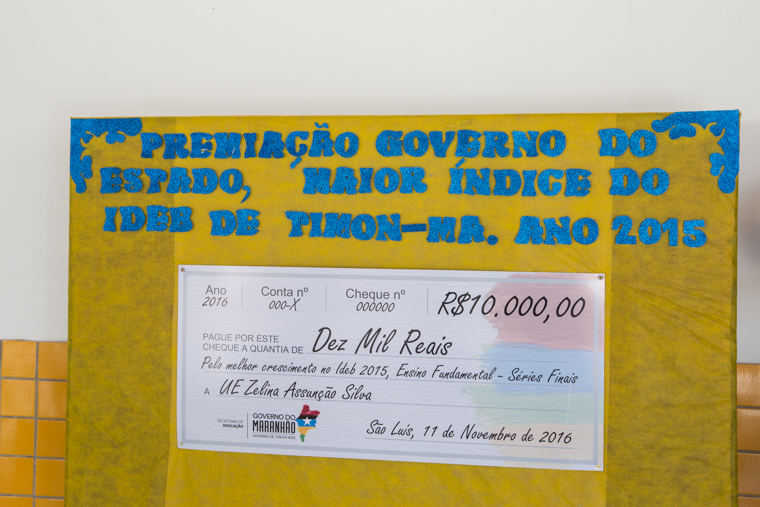 PREMIAÇÃO GOVERNO DO
ESTADO, MAIOR ÍNDICE DO
IDEB DE TIMON-MA. ANO 2015
Ano Conta nº Cheque nº R$10.000,00
2016 000-X 000000
PAGUE POR ESTE
CHEQUE A QUANTIA DE Dez Mil Reais
Pelo melhor crescimento no Ideb 2015, Ensino Fundamental - Séries Finais
A UE Zelina Assunção Silva
SECRETARIA DE
EDUCAÇÃO
GOVERNO DO
MARANHÃO
GOVERNO DE TODOS NÓS
São Luís, 11 de Novembro de 2016